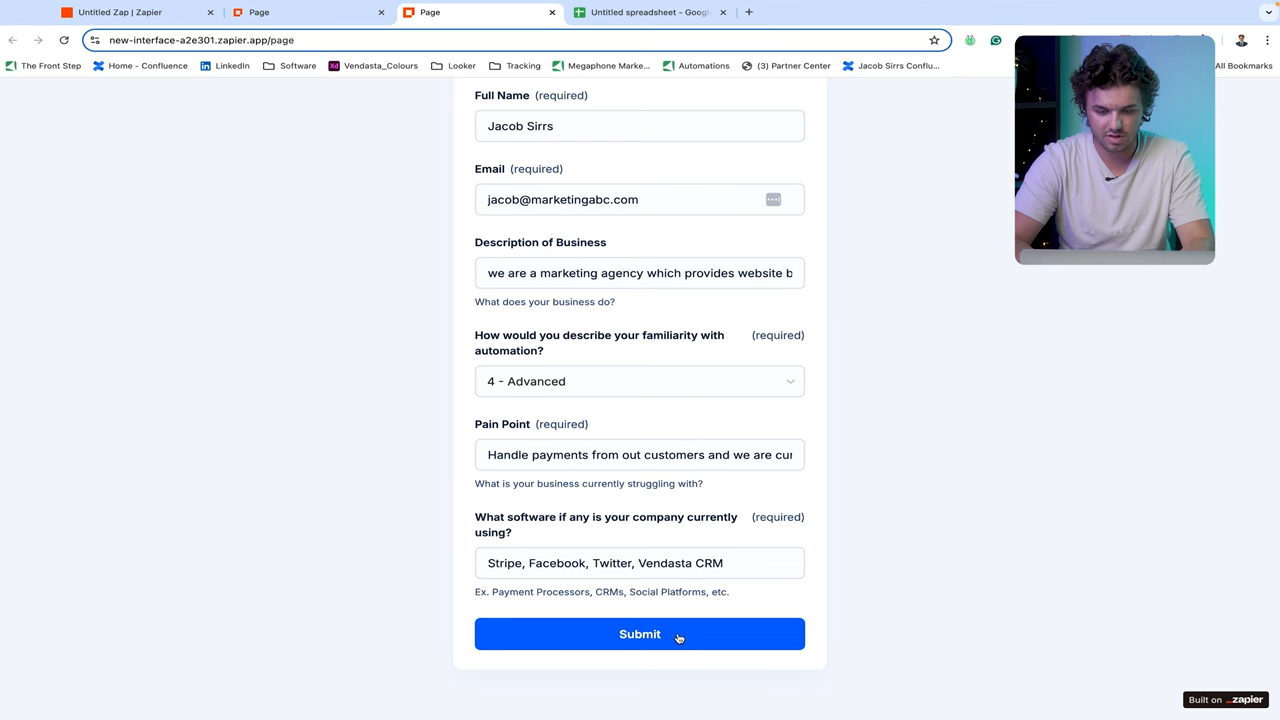 Untitled Zap | Zapier
Page
Page
Untitled spreadsheet - Googl
new-interface-a2e301.zapier.app/page
The Front Step
Home - Confluence
LinkedIn
Software
Xd Vendasta_Colours
Looker
Tracking
Megaphone Marke...
Automations
(3) Partner Center
Jacob Sirrs Conflu...
All Bookmarks
Full Name (required)
Jacob Sirrs
Email (required)
jacob@marketingabc.com
Description of Business
we are a marketing agency which provides website b
What does your business do?
How would you describe your familiarity with (required)
automation?
4 - Advanced
Pain Point (required)
Handle payments from out customers and we are cur
What is your business currently struggling with?
What software if any is your company currently (required)
using?
Stripe, Facebook, Twitter, Vendasta CRM
Ex. Payment Processors, CRMs, Social Platforms, etc.
Submit
Built on zapier